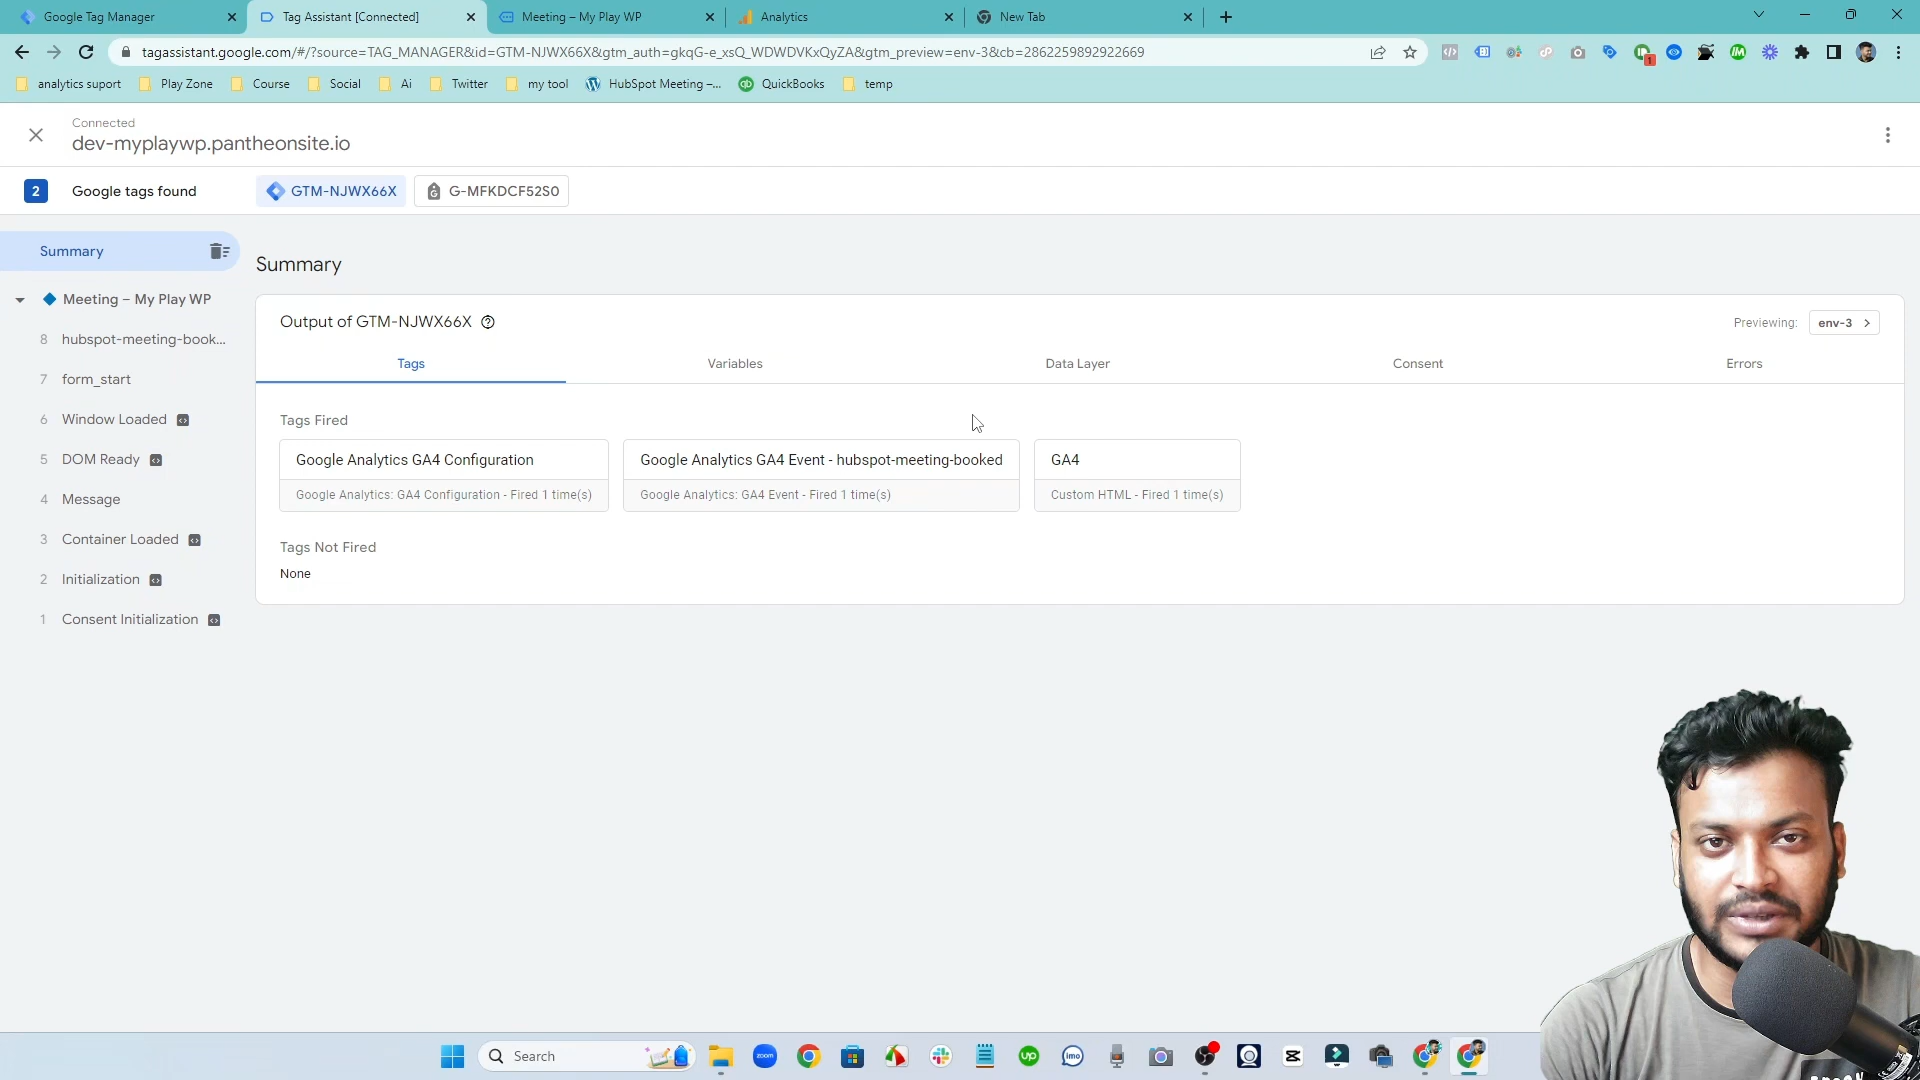 Google Tag Manager
Tag Assistant [Connected]
Meeting – My Play WP
Analytics
New Tab
tagassistant.google.com/#/?source=TAG_MANAGER&id=GTM-NJWX66X&gtm_auth=gkqG-e_xsQ_WDWDVKxQyZA&gtm_preview=env-3&cb=2862259892922669
1
analytics suport
Play Zone
Course
Social
Ai
Twitter
my tool
HubSpot Meeting –...
QuickBooks
temp
Connected
dev-myplaywp.pantheonsite.io
2
Google tags found
GTM-NJWX66X
G-MFKDCF52S0
Summary
Meeting – My Play WP
8 hubspot-meeting-book...
7 form_start
6 Window Loaded
5 DOM Ready
4 Message
3 Container Loaded
2 Initialization
1 Consent Initialization
Summary
Output of GTM-NJWX66X
Previewing: env-3
Tags
Variables
Data Layer
Consent
Errors
Tags Fired
Google Analytics GA4 Configuration
Google Analytics: GA4 Configuration - Fired 1 time(s)
Google Analytics GA4 Event - hubspot-meeting-booked
Google Analytics: GA4 Event - Fired 1 time(s)
GA4
Custom HTML - Fired 1 time(s)
Tags Not Fired
None
Search
zoom
up
imo